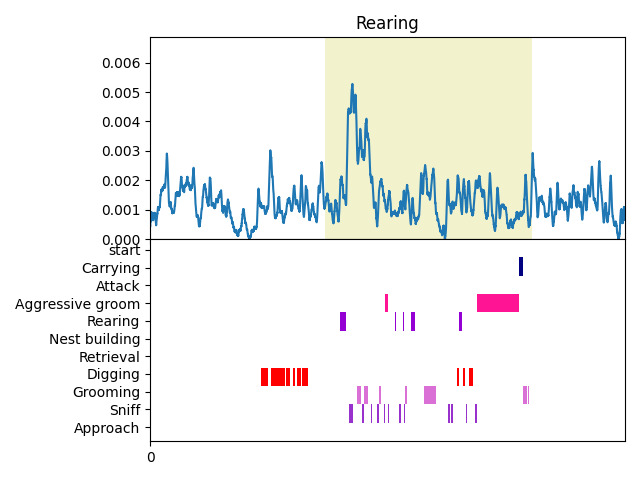 Rearing
0.006
0.005
0.004
0.003
0.002
0.001
0.000
start
Carrying
Attack
Aggressive groom
Rearing
Nest building
Retrieval
Digging
Grooming
Sniff
Approach
0